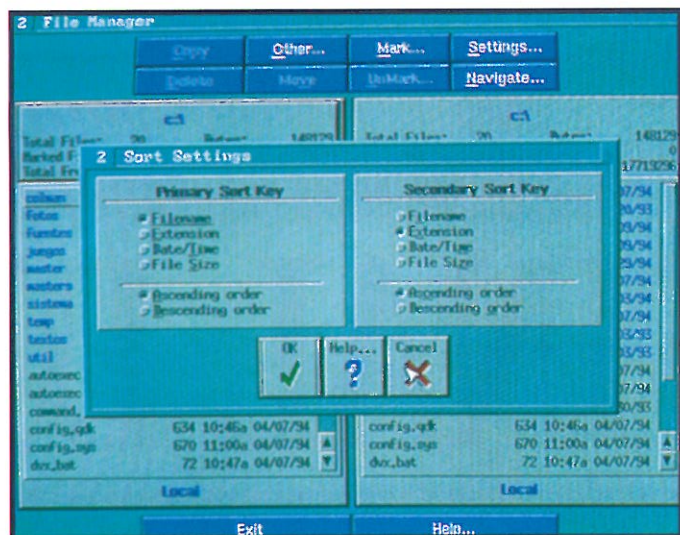 2 File Manager
Copy Other... Mark... Settings...
Delete Move UnMark... Navigate...
c:\ c:\
Total Files: 20 Bytes: 148129 Total Files: 20 Bytes: 148129
Marked F 0
Total Fre 17719296
2 Sort Settings
Primary Sort Key Secondary Sort Key
Filename Filename
Extension Extension
Date/Time Date/Time
File Size File Size
Ascending order Ascending order
Descending order Descending order
OK Help... Cancel
colman
fotos
fuentes
juegos
master
masters
sistema
temp
textos
util
autoexec
autoexec
command.
config.qdk 634 10:46a 04/07/94 config.qdk 634 10:46a 04/07/94
config.sys 670 11:00a 04/07/94 config.sys 670 11:00a 04/07/94
dvx.bat 72 10:47a 04/07/94 dvx.bat 72 10:47a 04/07/94
Local Local
Exit Help...